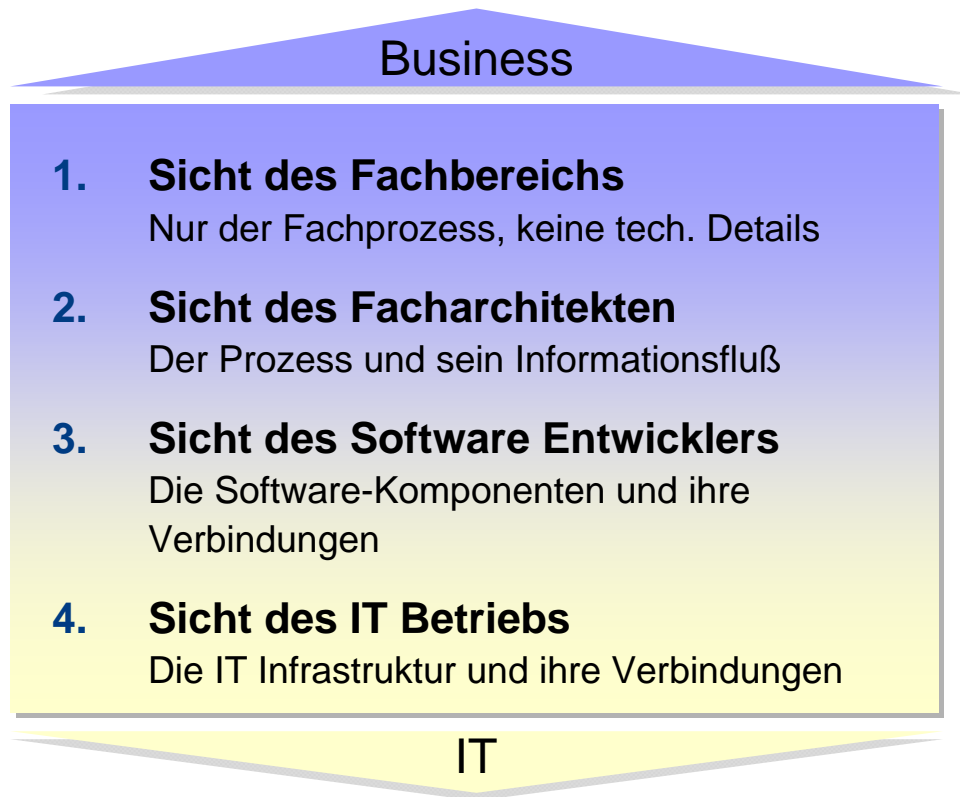 Business
1. Sicht des Fachbereichs
Nur der Fachprozess, keine tech. Details
2. Sicht des Facharchitekten
Der Prozess und sein Informationsfluß
3. Sicht des Software Entwicklers
Die Software-Komponenten und ihre
Verbindungen
4. Sicht des IT Betriebs
Die IT Infrastruktur und ihre Verbindungen
IT